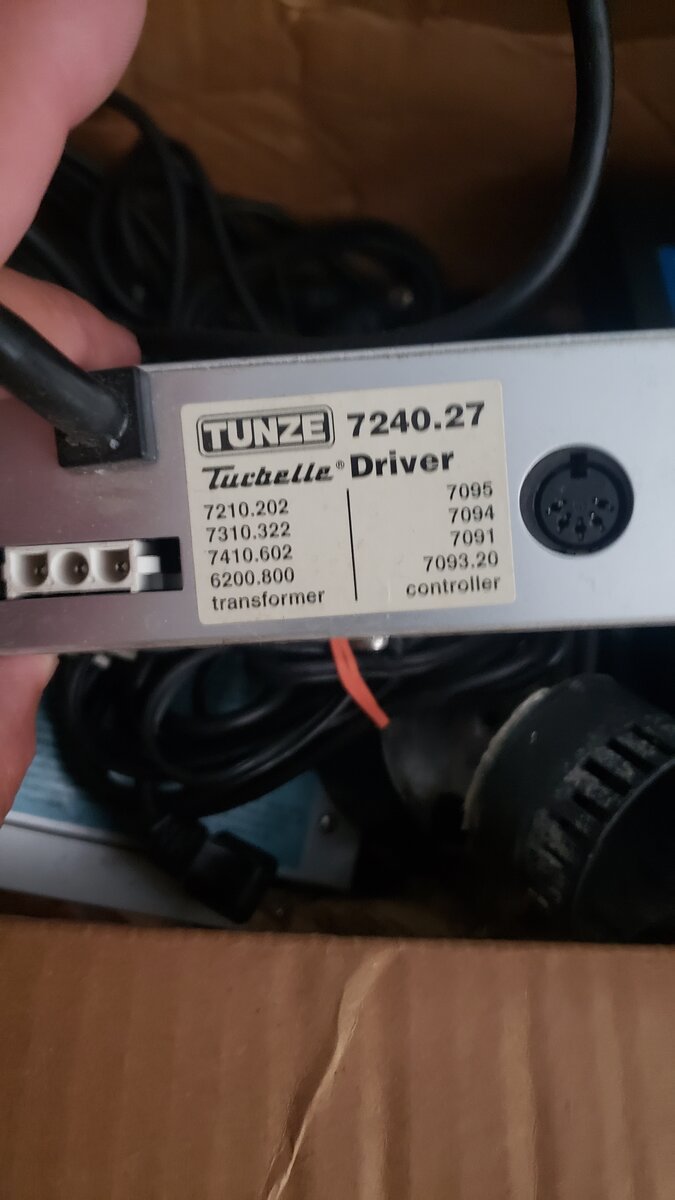 TUNZE 7240.27
Turbelle® Driver
7210.202
7310.322
7410.602
6200.800
transformer
7095
7094
7091
7093.20
controller